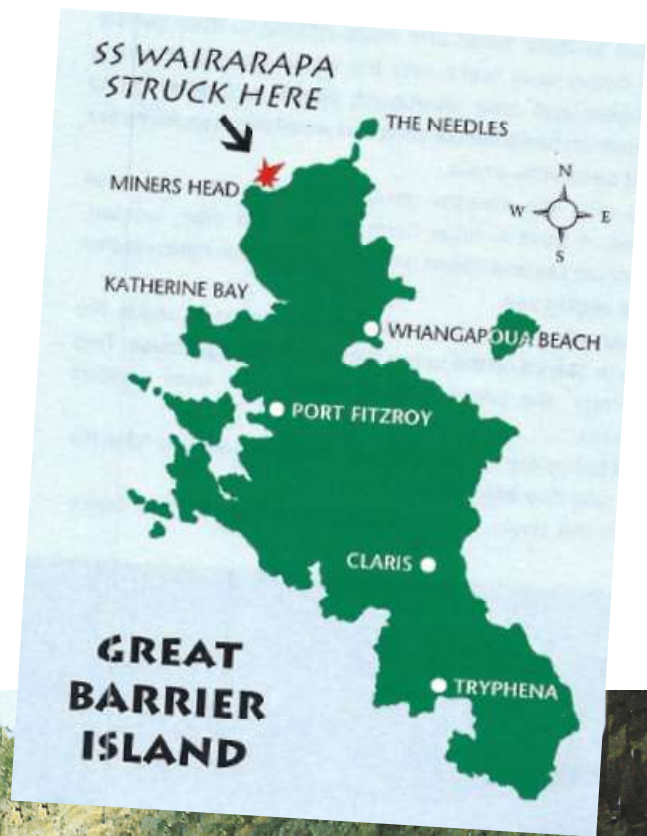 SS WAIRARAPA
STRUCK HERE
THE NEEDLES
MINERS HEAD
N
W E
S
KATHERINE BAY
WHANGAPOUA BEACH
PORT FITZROY
CLARIS
TRYPHENA
GREAT
BARRIER
ISLAND